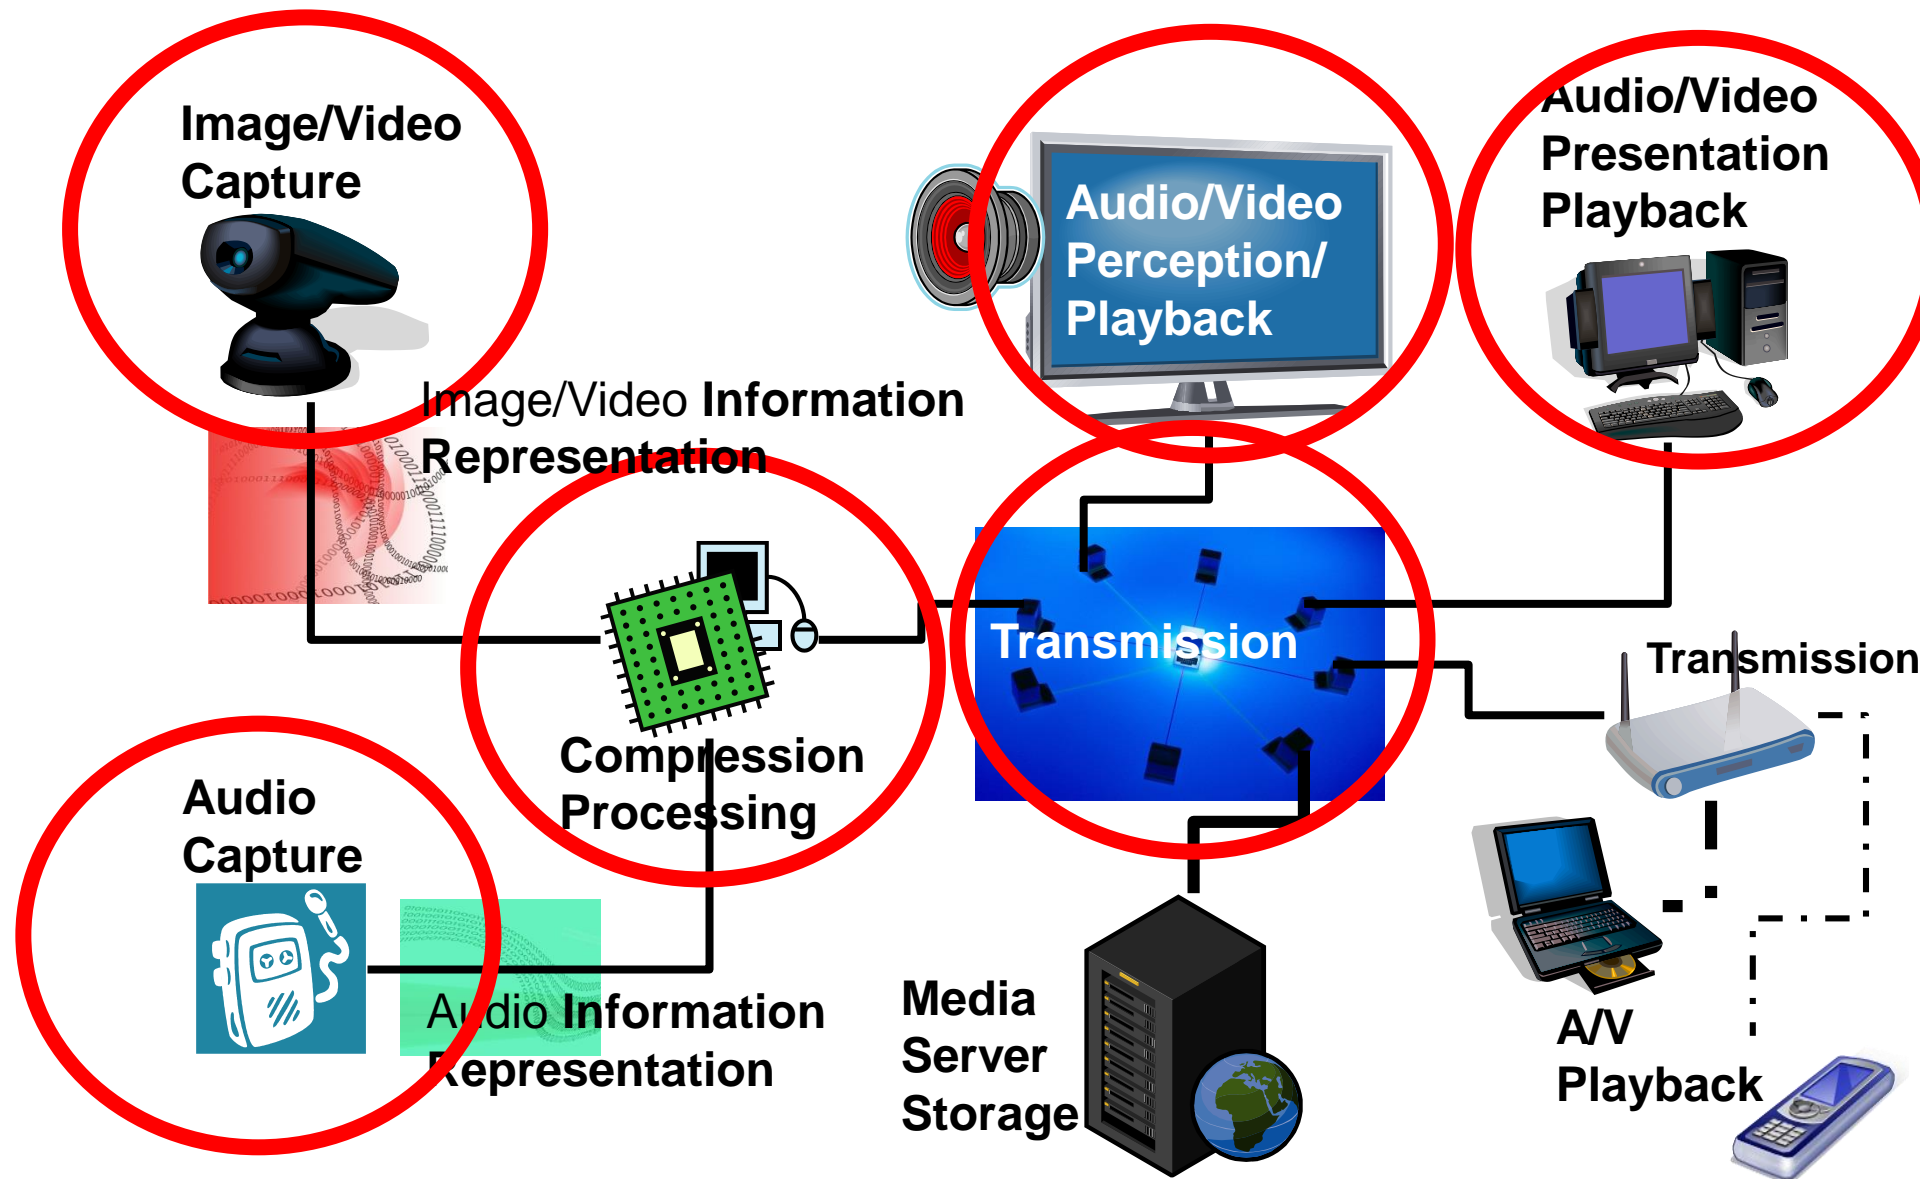 Image/Video
Capture
Audio/Video
Perception/
Playback
Audio/Video
Presentation
Playback
Image/Video Information
Representation
Transmission
Transmission
Compression
Processing
Audio
Capture
Audio Information
Representation
Media
Server
Storage
A/V
Playback